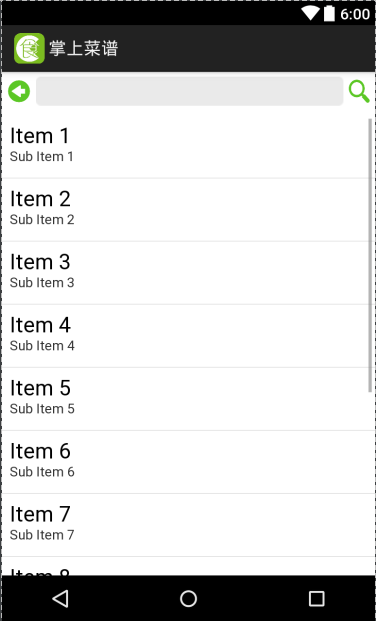 6:00
掌上菜谱
Item 1
Sub Item 1
Item 2
Sub Item 2
Item 3
Sub Item 3
Item 4
Sub Item 4
Item 5
Sub Item 5
Item 6
Sub Item 6
Item 7
Sub Item 7
Item 8